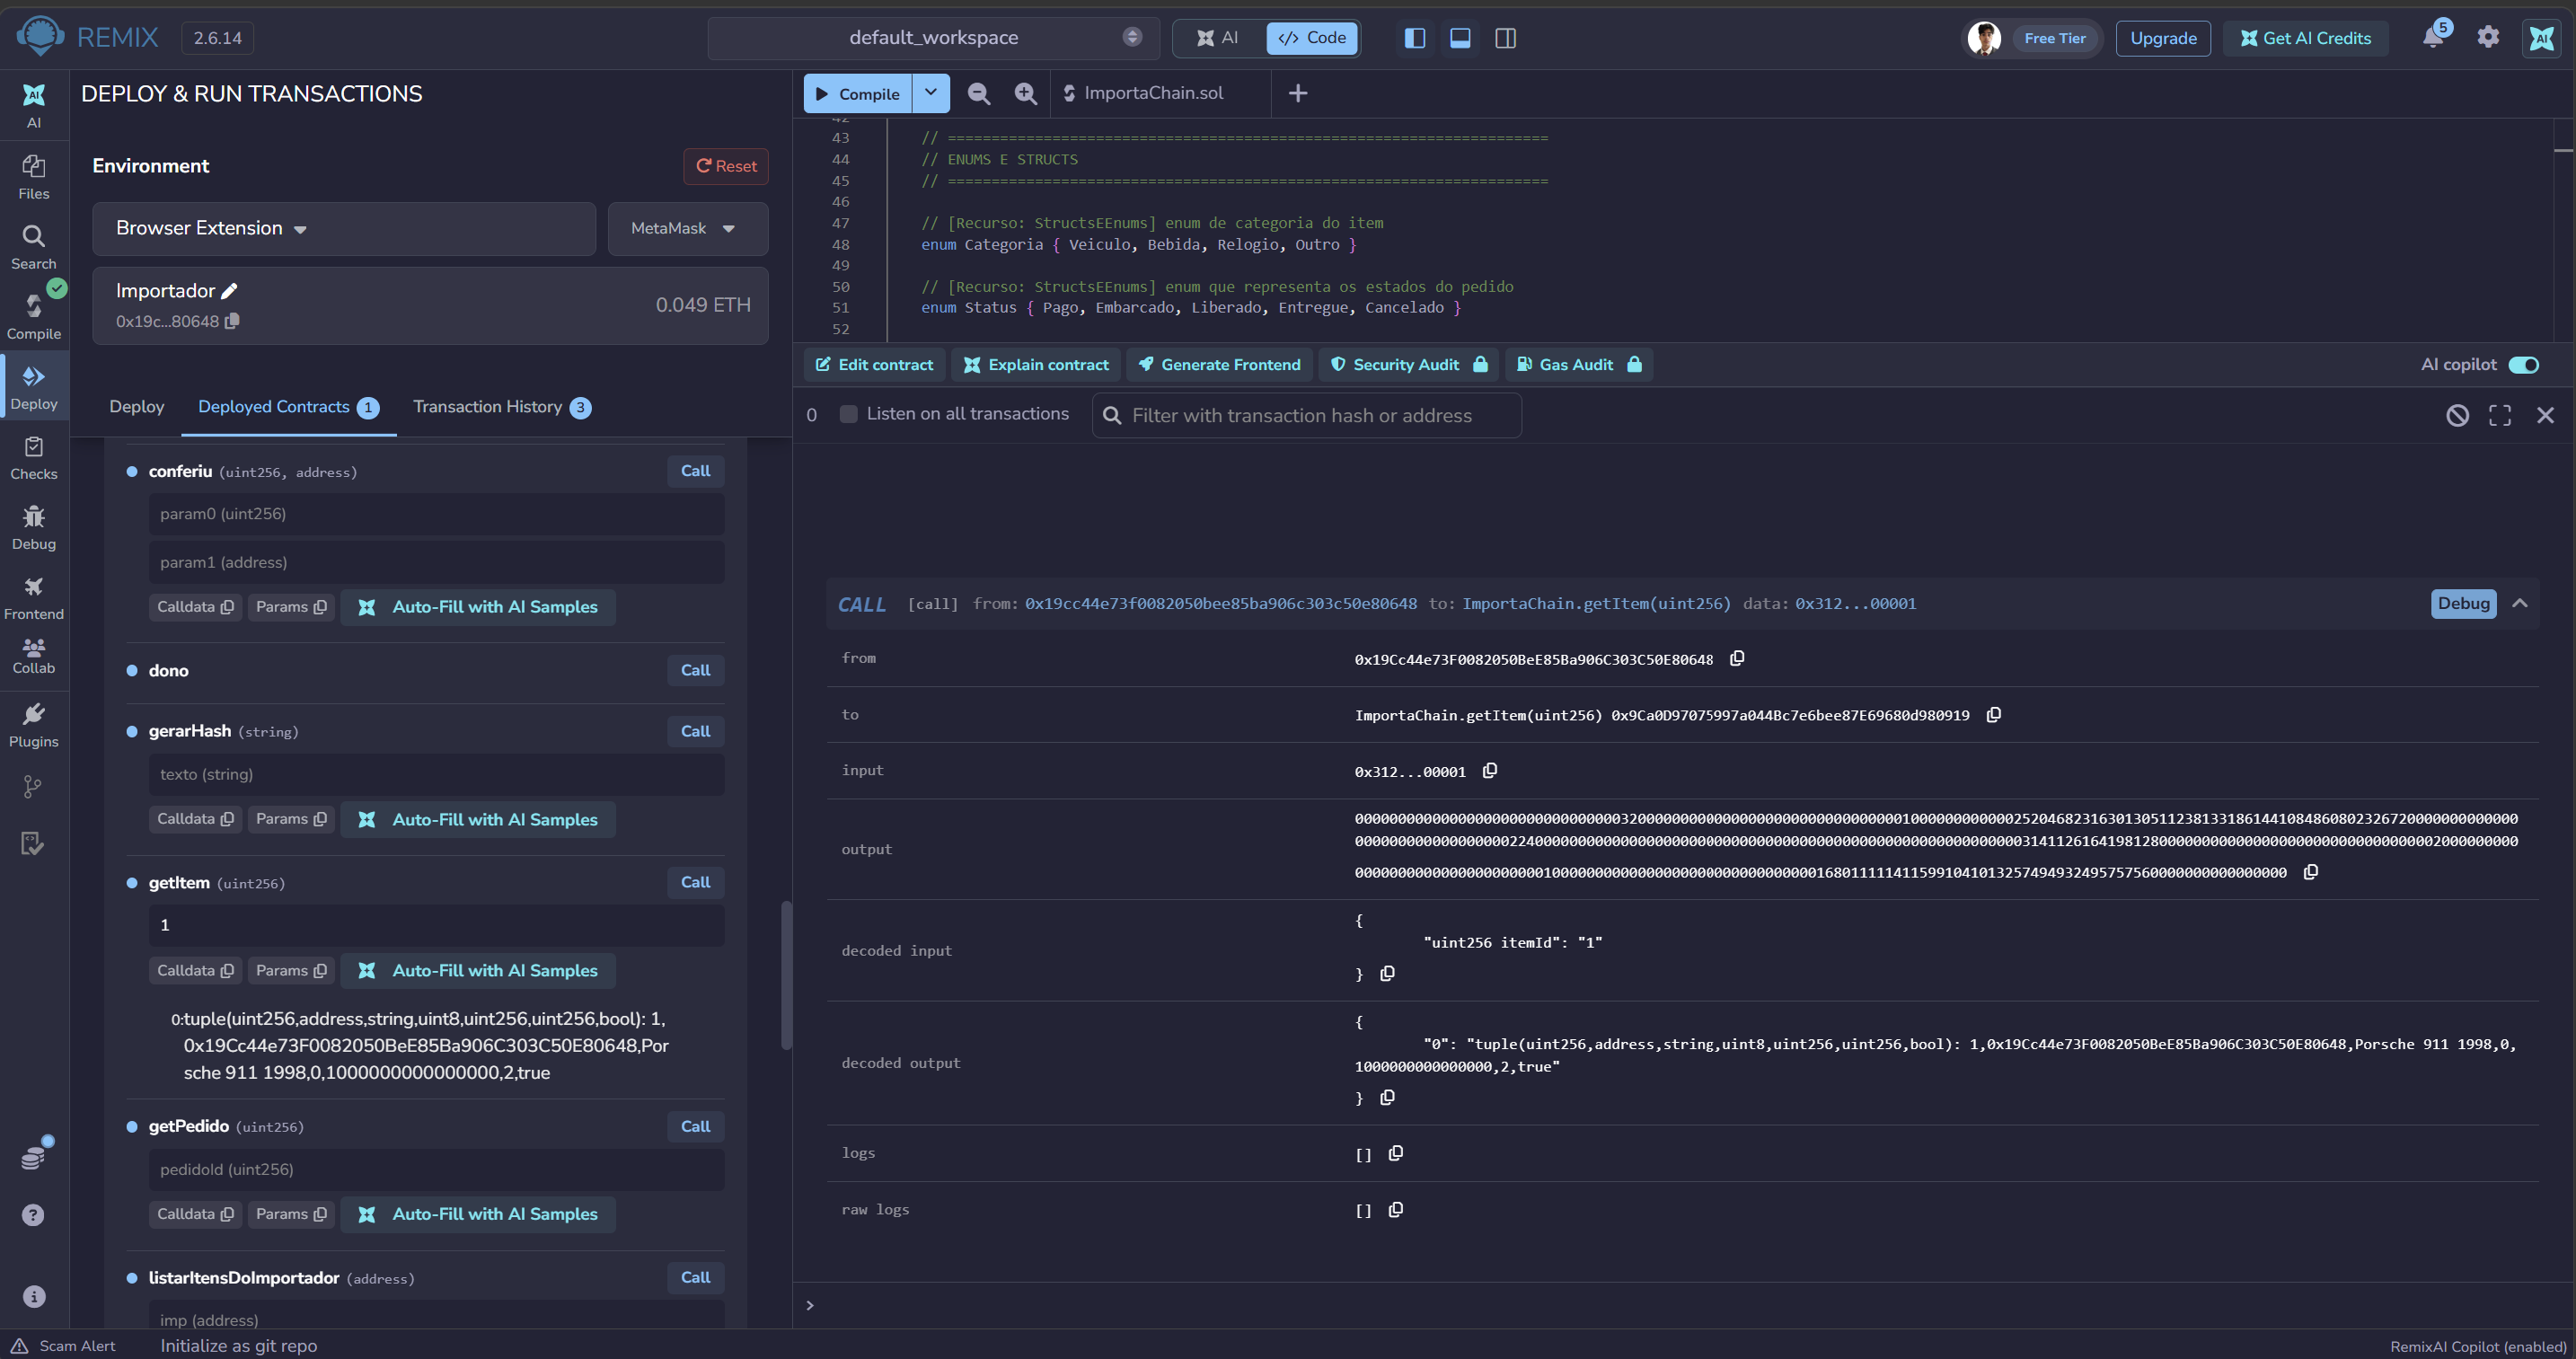 REMIX
2.6.14
default_workspace
AI
Code
Free Tier
Upgrade
Get AI Credits
5
AI
AI
Files
Search
Compile
Deploy
Checks
Debug
Frontend
Collab
Plugins
DEPLOY & RUN TRANSACTIONS
Environment
Reset
Browser Extension
MetaMask
Importador
0.049 ETH
0x19c...80648
Deploy
Deployed Contracts 1
Transaction History 3
conferiu (uint256, address)
Call
param0 (uint256)
param1 (address)
Calldata
Params
Auto-Fill with AI Samples
dono
Call
gerarHash (string)
Call
texto (string)
Calldata
Params
Auto-Fill with AI Samples
getItem (uint256)
Call
1
Calldata
Params
Auto-Fill with AI Samples
0:tuple(uint256,address,string,uint8,uint256,uint256,bool): 1,
0x19Cc44e73F0082050BeE85Ba906C303C50E80648,Por
sche 911 1998,0,1000000000000000,2,true
getPedido (uint256)
Call
pedidoId (uint256)
Calldata
Params
Auto-Fill with AI Samples
listarItensDoImportador (address)
Call
imp (address)
Compile
ImportaChain.sol
42
43 // =====================================================================
44 // ENUMS E STRUCTS
45 // =====================================================================
46
47 // [Recurso: StructsEEnums] enum de categoria do item
48 enum Categoria { Veiculo, Bebida, Relogio, Outro }
49
50 // [Recurso: StructsEEnums] enum que representa os estados do pedido
51 enum Status { Pago, Embarcado, Liberado, Entregue, Cancelado }
52
Edit contract
Explain contract
Generate Frontend
Security Audit
Gas Audit
AI copilot
0
Listen on all transactions
Filter with transaction hash or address
CALL [call] from: 0x19cc44e73f0082050bee85ba906c303c50e80648 to: ImportaChain.getItem(uint256) data: 0x312...00001
Debug
from
0x19Cc44e73F0082050BeE85Ba906C303C50E80648
to
ImportaChain.getItem(uint256) 0x9Ca0D97075997a044Bc7e6bee87E69680d980919
input
0x312...00001
output
decoded input
{
"uint256 itemId": "1"
}
decoded output
{
"0": "tuple(uint256,address,string,uint8,uint256,uint256,bool): 1,0x19Cc44e73F0082050BeE85Ba906C303C50E80648,Porsche 911 1998,0,
1000000000000000,2,true"
}
logs
[]
raw logs
[]
>
Scam Alert
Initialize as git repo
RemixAI Copilot (enabled)